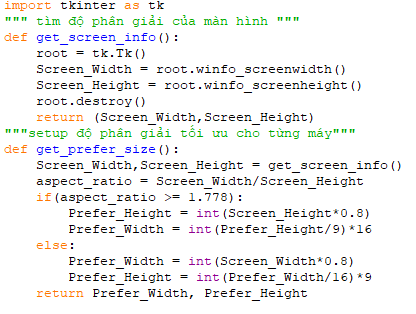 import tkinter as tk
""" tìm độ phân giải của màn hình """
def get_screen_info():
    root = tk.Tk()
    Screen_Width = root.winfo_screenwidth()
    Screen_Height = root.winfo_screenheight()
    root.destroy()
    return (Screen_Width,Screen_Height)
"""setup độ phân giải tối ưu cho từng máy"""
def get_prefer_size():
    Screen_Width,Screen_Height = get_screen_info()
    aspect_ratio = Screen_Width/Screen_Height
    if(aspect_ratio >= 1.778):
        Prefer_Height = int(Screen_Height*0.8)
        Prefer_Width = int(Prefer_Height/9)*16
    else:
        Prefer_Width = int(Screen_Width*0.8)
        Prefer_Height = int(Prefer_Width/16)*9
    return Prefer_Width, Prefer_Height